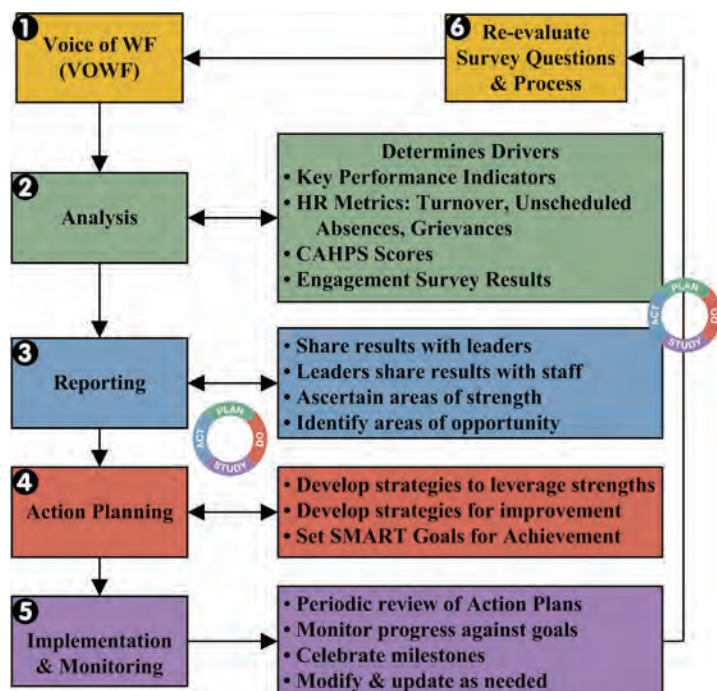 1
Voice of WF
(VOWF)
6
Re-evaluate
Survey Questions
& Process
2
Analysis
Determines Drivers
• Key Performance Indicators
• HR Metrics: Turnover, Unscheduled
Absences, Grievances
• CAHPS Scores
• Engagement Survey Results
PLAN
DO
STUDY
ACT
3
Reporting
• Share results with leaders
• Leaders share results with staff
• Ascertain areas of strength
• Identify areas of opportunity
PLAN
DO
STUDY
ACT
4
Action Planning
• Develop strategies to leverage strengths
• Develop strategies for improvement
• Set SMART Goals for Achievement
5
Implementation
& Monitoring
• Periodic review of Action Plans
• Monitor progress against goals
• Celebrate milestones
• Modify & update as needed